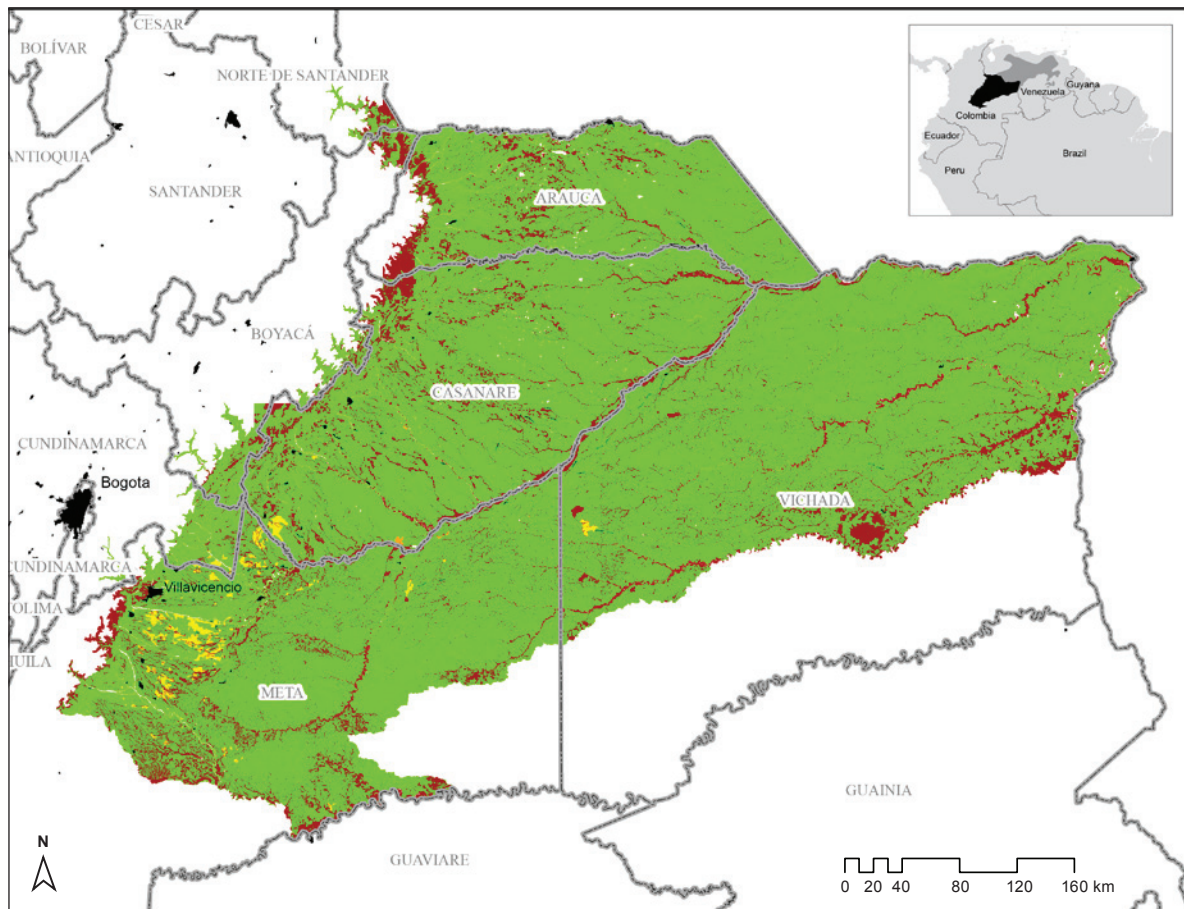 CESAR
BOLÍVAR
NORTE DE SANTANDER
ANTIOQUIA
SANTANDER
ARAUCA
BOYACÁ
CASANARE
CUNDINAMARCA
Bogota
VICHADA
CUNDINAMARCA
Villavicencio
OLIMA
HUILA
META
GUAINIA
GUAVIARE
Venezuela
Guyana
Colombia
Ecuador
Peru
Brazil
N
0 20 40 80 120 160 km